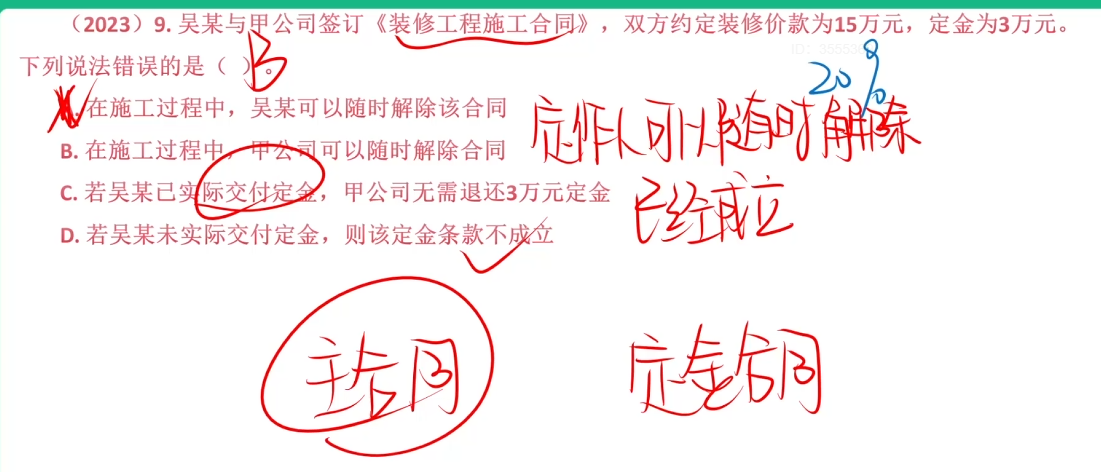 （2023）9. 吴某与甲公司签订《装修工程施工合同》，双方约定装修价款为15万元，定金为3万元。
下列说法错误的是（ ）。
B
20%
A. 在施工过程中，吴某可以随时解除该合同
定作人可以随时解除
B. 在施工过程中，甲公司可以随时解除合同
C. 若吴某已实际交付定金，甲公司无需退还3万元定金
已经成立
D. 若吴某未实际交付定金，则该定金条款不成立
主合同
定金合同